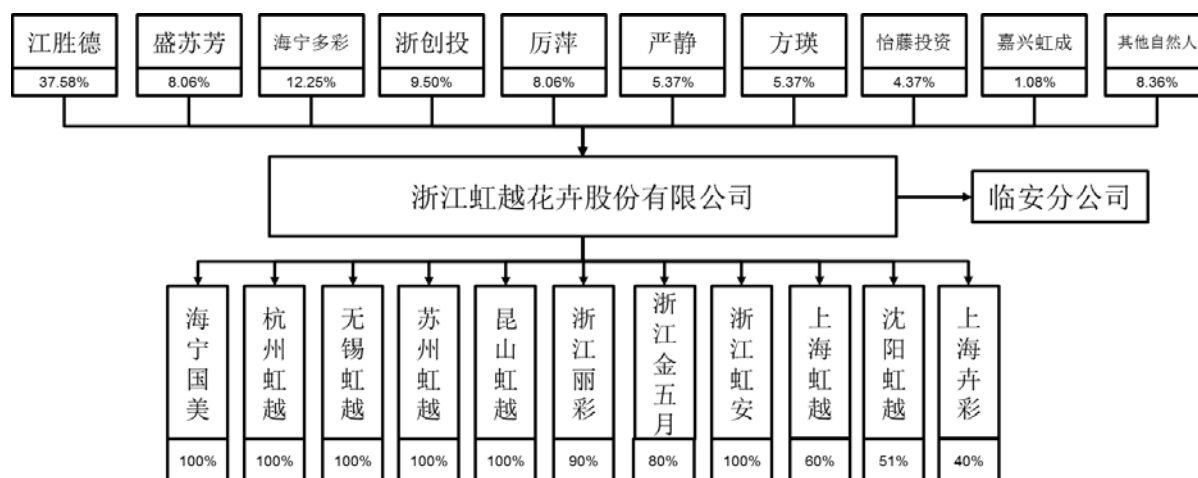 江胜德
37.58%
盛苏芳
8.06%
海宁多彩
12.25%
浙创投
9.50%
厉萍
8.06%
严静
5.37%
方瑛
5.37%
怡藤投资
4.37%
嘉兴虹成
1.08%
其他自然人
8.36%
浙江虹越花卉股份有限公司
临安分公司
海宁国美
100%
杭州虹越
100%
无锡虹越
100%
苏州虹越
100%
昆山虹越
100%
浙江丽彩
90%
浙江金五月
80%
浙江虹安
100%
上海虹越
60%
沈阳虹越
51%
上海卉彩
40%